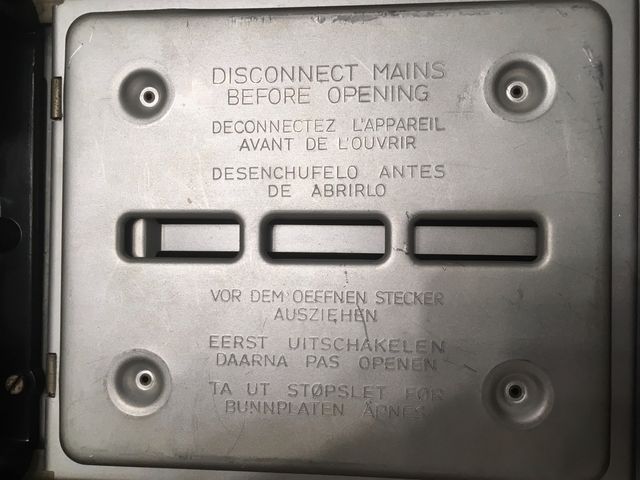 DISCONNECT MAINS
BEFORE OPENING
DECONNECTEZ L'APPAREIL
AVANT DE L'OUVRIR
DESENCHUFELO ANTES
DE ABRIRLO
VOR DEM OEFFNEN STECKER
AUSZIEHEN
EERST UITSCHAKELEN
DAARNA PAS OPENEN
TA UT STØPSLET FØR
BUNNPLATEN ÅPNES